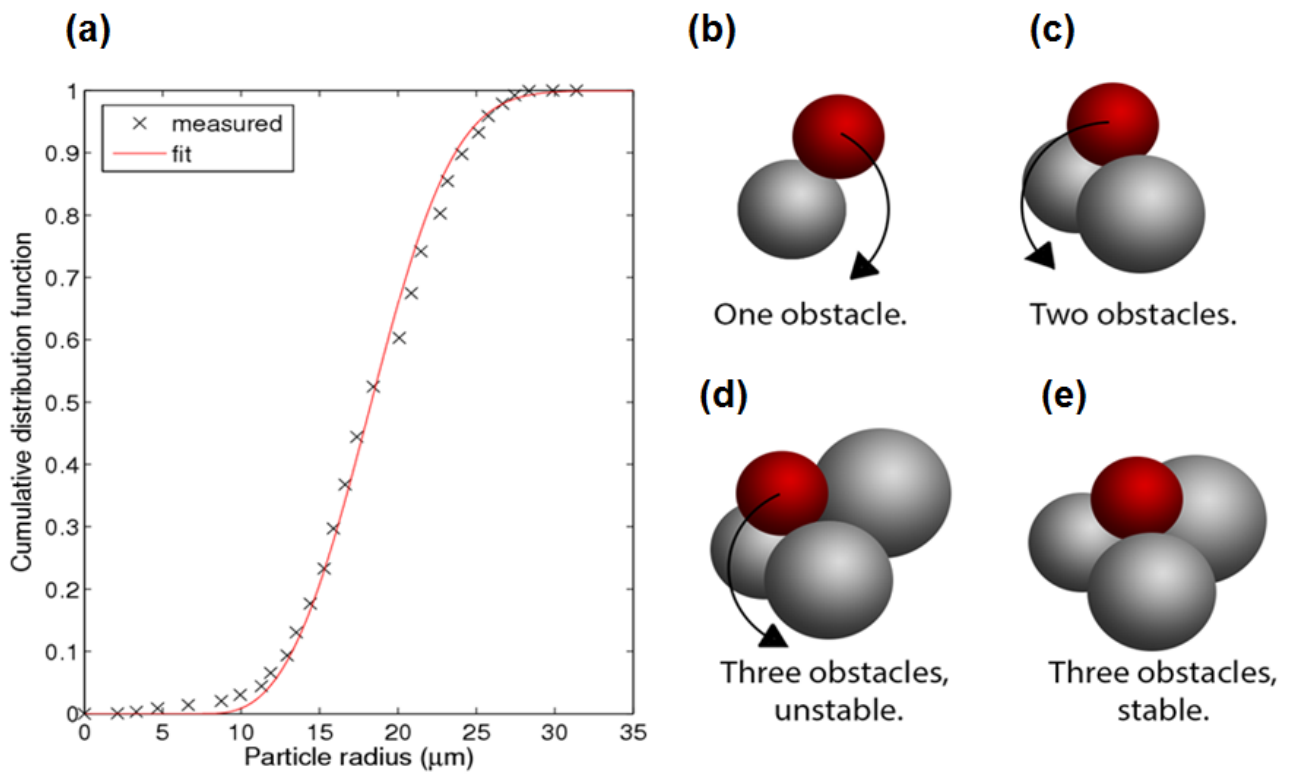 (a)
1
0.9
0.8
0.7
0.6
0.5
0.4
0.3
0.2
0.1
0
measured
fit
Cumulative distribution function
0 5 10 15 20 25 30 35
Particle radius (μm)
(b)
One obstacle.
(c)
Two obstacles.
(d)
Three obstacles,
unstable.
(e)
Three obstacles,
stable.